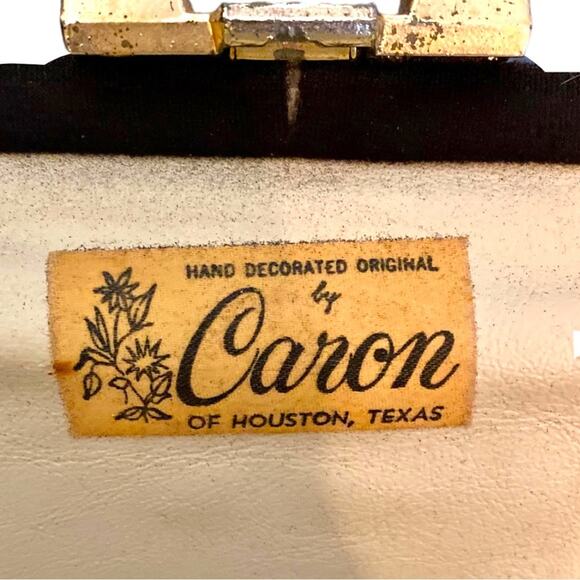 HAND DECORATED ORIGINAL
by
Caron
OF HOUSTON, TEXAS